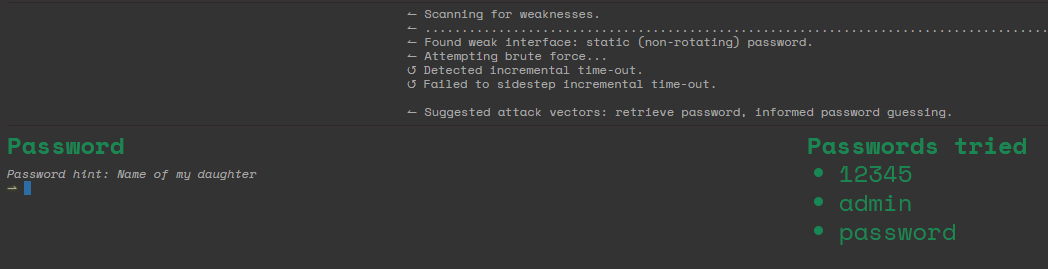 ← Scanning for weaknesses.
← ....................................................................................
← Found weak interface: static (non-rotating) password.
← Attempting brute force...
↺ Detected incremental time-out.
↺ Failed to sidestep incremental time-out.
← Suggested attack vectors: retrieve password, informed password guessing.
Password
Password hint: Name of my daughter
→
Passwords tried
• 12345
• admin
• password